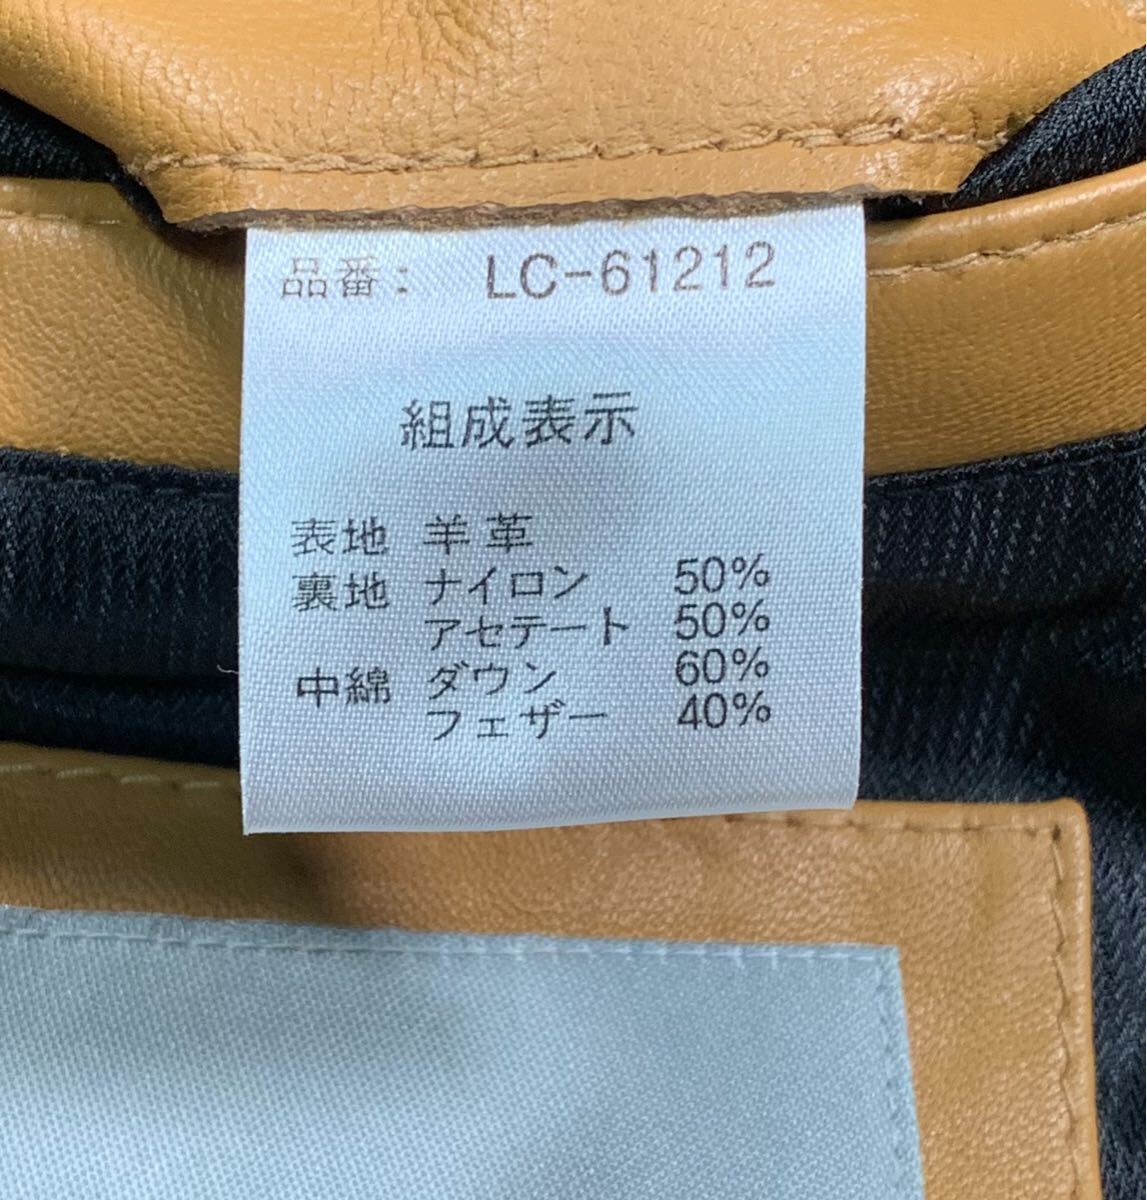 品番： LC-61212
組成表示
表地 羊革
裏地 ナイロン 50%
アセテート 50%
中綿 ダウン 60%
フェザー 40%